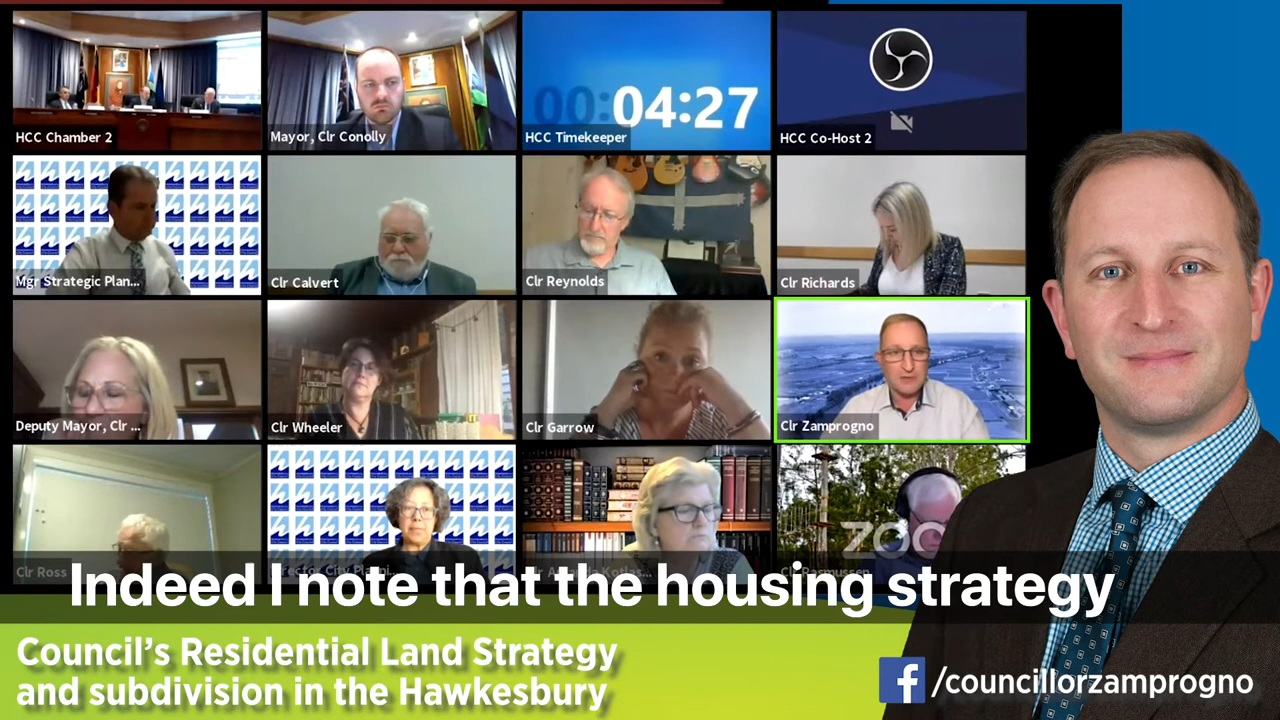 HCC Chamber 2
Mayor, Clr Conolly
00:04:27
HCC Timekeeper
HCC Co-Host 2
Mgr Strategic Plan...
Clr Calvert
Clr Reynolds
Clr Richards
Deputy Mayor, Clr ...
Clr Wheeler
Clr Garrow
Clr Zamprogno
Clr Ross
Clr Rasmussen
Indeed I note that the housing strategy
Council's Residential Land Strategy
and subdivision in the Hawkesbury
f /councillorzamprogno